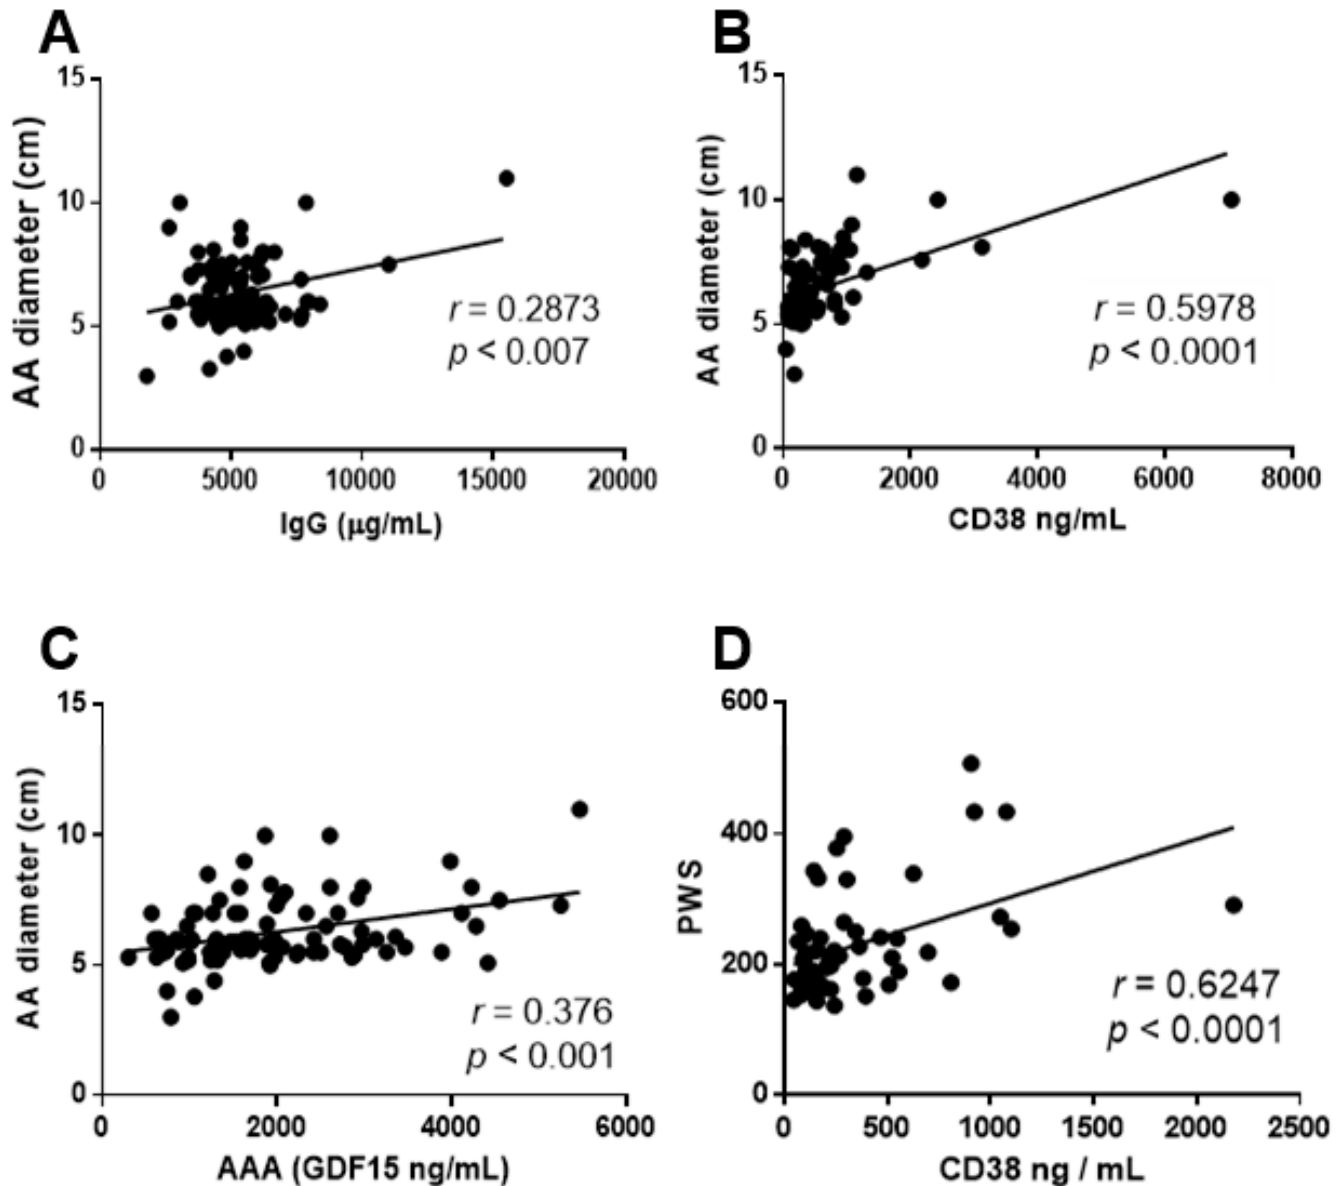 A
15
10
5
0
AA diameter (cm)
r = 0.2873
p < 0.007
0 5000 10000 15000 20000
IgG (μg/mL)
B
15
10
5
0
AA diameter (cm)
r = 0.5978
p < 0.0001
0 2000 4000 6000 8000
CD38 ng/mL
C
15
10
5
0
AA diameter (cm)
r = 0.376
p < 0.001
0 2000 4000 6000
AAA (GDF15 ng/mL)
D
600
400
200
0
PWS
r = 0.6247
p < 0.0001
0 500 1000 1500 2000 2500
CD38 ng / mL